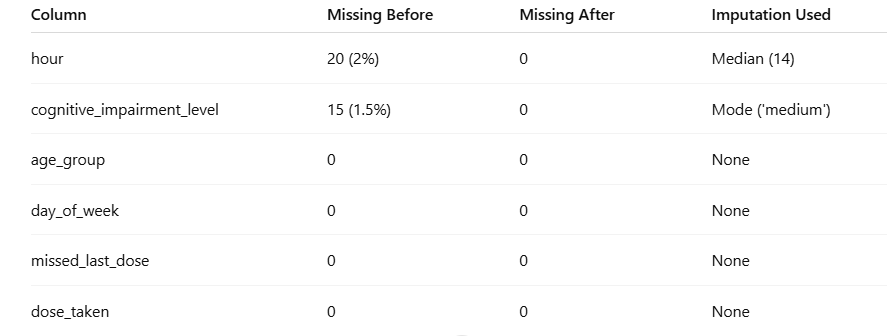 Column Missing Before Missing After Imputation Used
hour 20 (2%) 0 Median (14)
cognitive_impairment_level 15 (1.5%) 0 Mode ('medium')
age_group 0 0 None
day_of_week 0 0 None
missed_last_dose 0 0 None
dose_taken 0 0 None